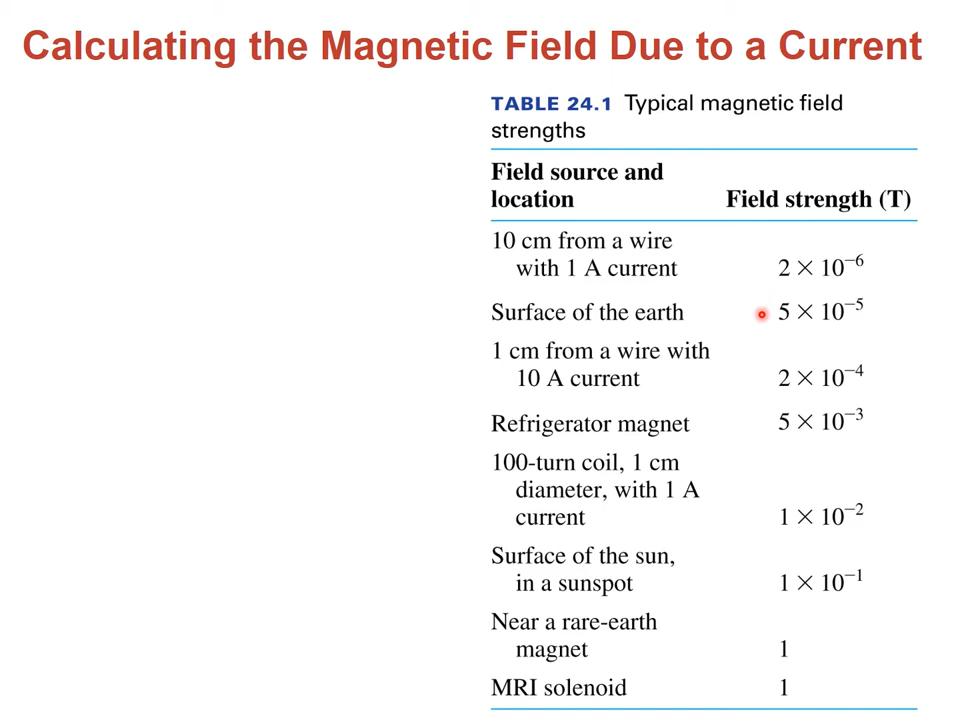 Calculating the Magnetic Field Due to a Current
TABLE 24.1 Typical magnetic field
strengths
Field source and
location Field strength (T)
10 cm from a wire
with 1 A current 2 × 10⁻⁶
Surface of the earth 5 × 10⁻⁵
1 cm from a wire with
10 A current 2 × 10⁻⁴
Refrigerator magnet 5 × 10⁻³
100-turn coil, 1 cm
diameter, with 1 A
current 1 × 10⁻²
Surface of the sun,
in a sunspot 1 × 10⁻¹
Near a rare-earth
magnet 1
MRI solenoid 1